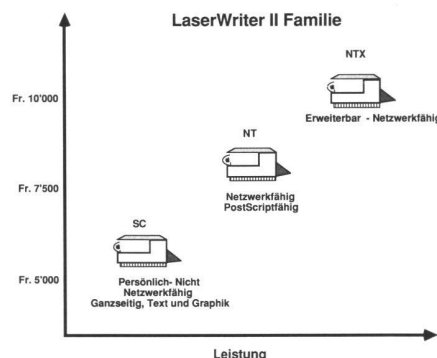 LaserWriter II Familie
NTX
Fr. 10'000
Erweiterbar - Netzwerkfähig
NT
Fr. 7'500
Netzwerkfähig
PostScriptfähig
SC
Persönlich- Nicht
Netzwerkfähig
Ganzseitig, Text und Graphik
Fr. 5'000
Leistung